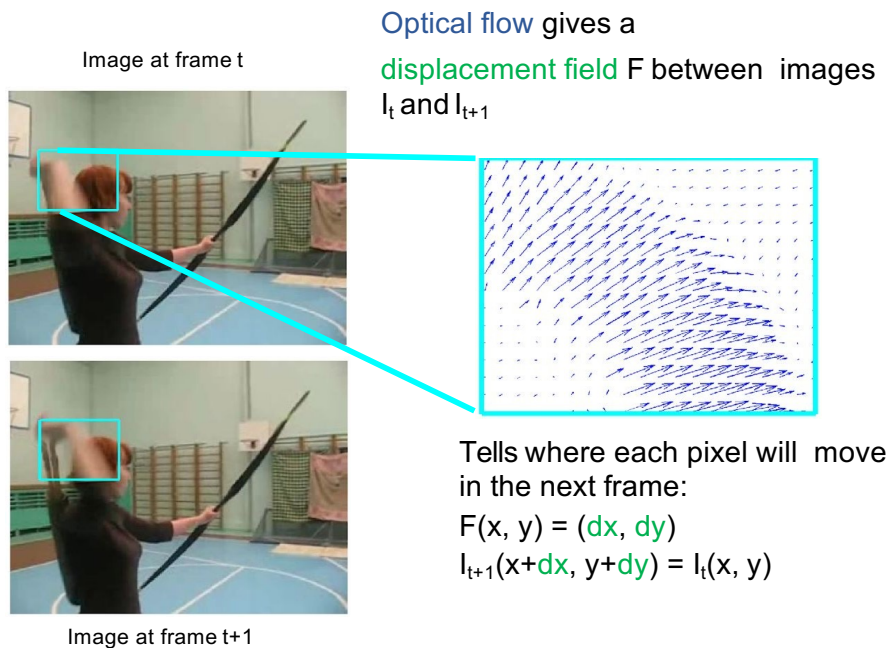 Optical flow gives a
displacement field F between images
Iₜ and Iₜ₊₁
Image at frame t
Tells where each pixel will move
in the next frame:
F(x, y) = (dx, dy)
Iₜ₊₁(x+dx, y+dy) = Iₜ(x, y)
Image at frame t+1